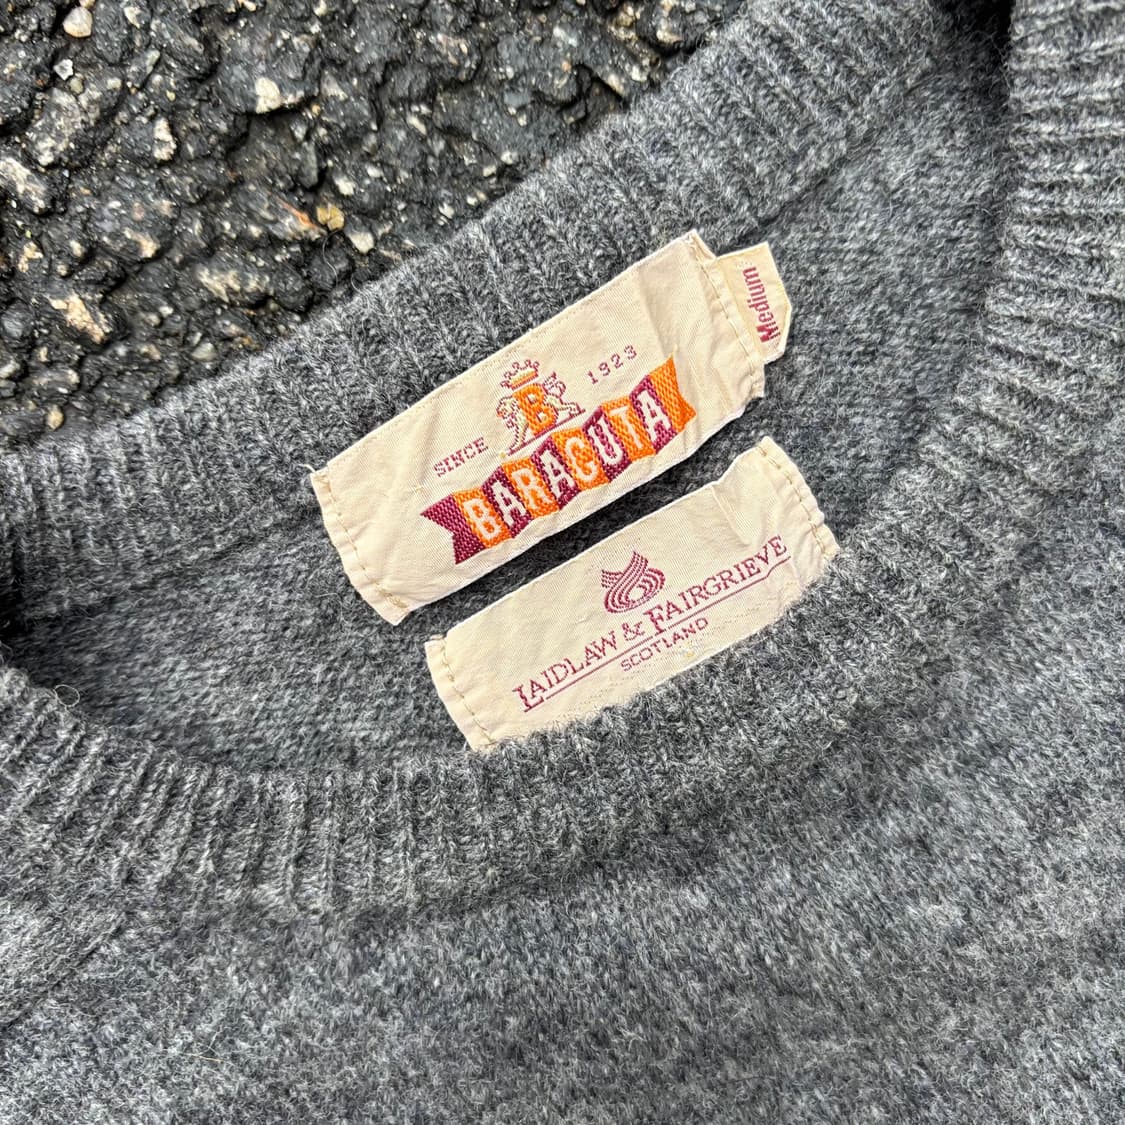 SINCE B 1923
BARACUTA
Medium
LAIDLAW & FAIRGRIEVE
SCOTLAND